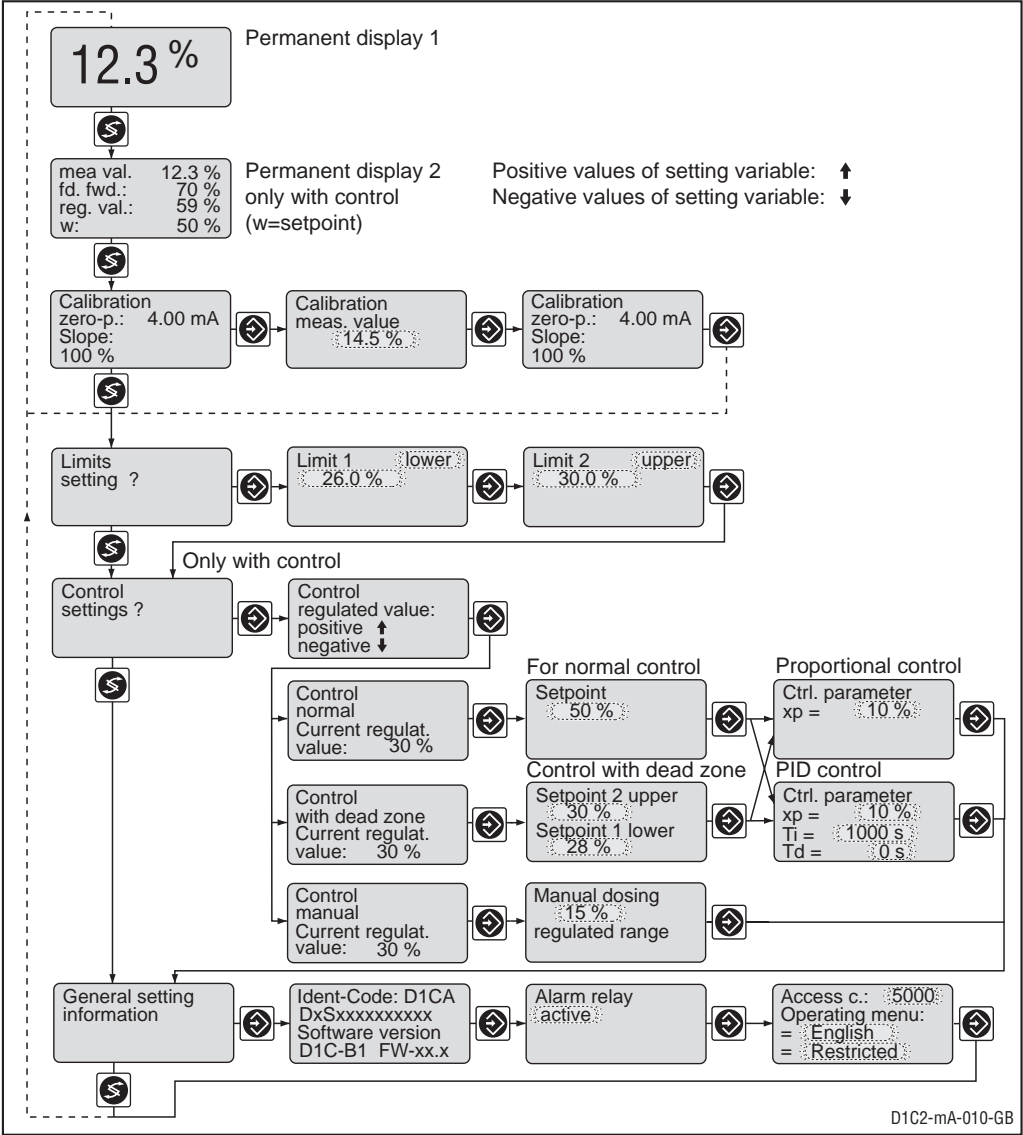 12.3 %
Permanent display 1
mea val. 12.3 %
fd. fwd.: 70 %
reg. val.: 59 %
w: 50 %
Permanent display 2
only with control
(w=setpoint)
Positive values of setting variable: ⬆
Negative values of setting variable: ⬇
Calibration
zero-p.: 4.00 mA
Slope:
100 %
Calibration
meas. value
14.5 %
Calibration
zero-p.: 4.00 mA
Slope:
100 %
Limits
setting ?
Limit 1 lower
26.0 %
Limit 2 upper
30.0 %
Only with control
Control
settings ?
Control
regulated value:
positive ⬆
negative ⬇
For normal control
Proportional control
Control
normal
Current regulat.
value: 30 %
Setpoint
50 %
Ctrl. parameter
xp = 10 %
Control with dead zone
PID control
Control
with dead zone
Current regulat.
value: 30 %
Setpoint 2 upper
30 %
Setpoint 1 lower
28 %
Ctrl. parameter
xp = 10 %
Ti = 1000 s
Td = 0 s
Control
manual
Current regulat.
value: 30 %
Manual dosing
15 %
regulated range
General setting
information
Ident-Code: D1CA
DxSxxxxxxxxxx
Software version
D1C-B1 FW-xx.x
Alarm relay
active
Access c.: 5000
Operating menu:
= English
= Restricted
D1C2-mA-010-GB